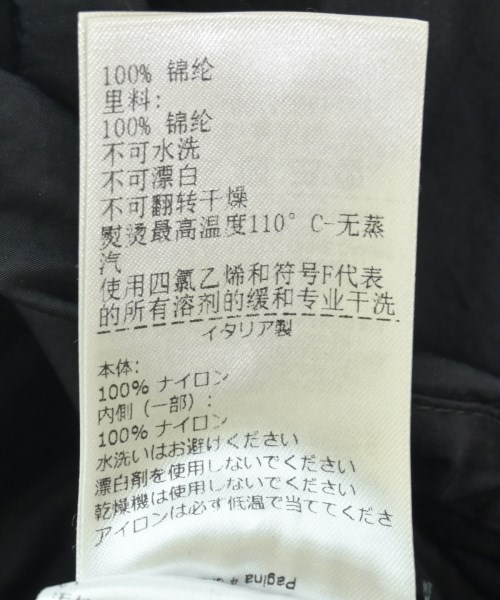 100% 锦纶
里料:
100% 锦纶
不可水洗
不可漂白
不可翻转干燥
熨烫最高温度110° C-无蒸
汽
使用四氯乙烯和符号F代表
的所有溶剂的缓和专业干洗
イタリア製
本体:
100% ナイロン
内側 (一部) :
100% ナイロン
水洗いはお避けください
漂白剤を使用しないでください
乾燥機は使用しないでください
アイロンは必ず低温で当ててくださ
Pagina 4